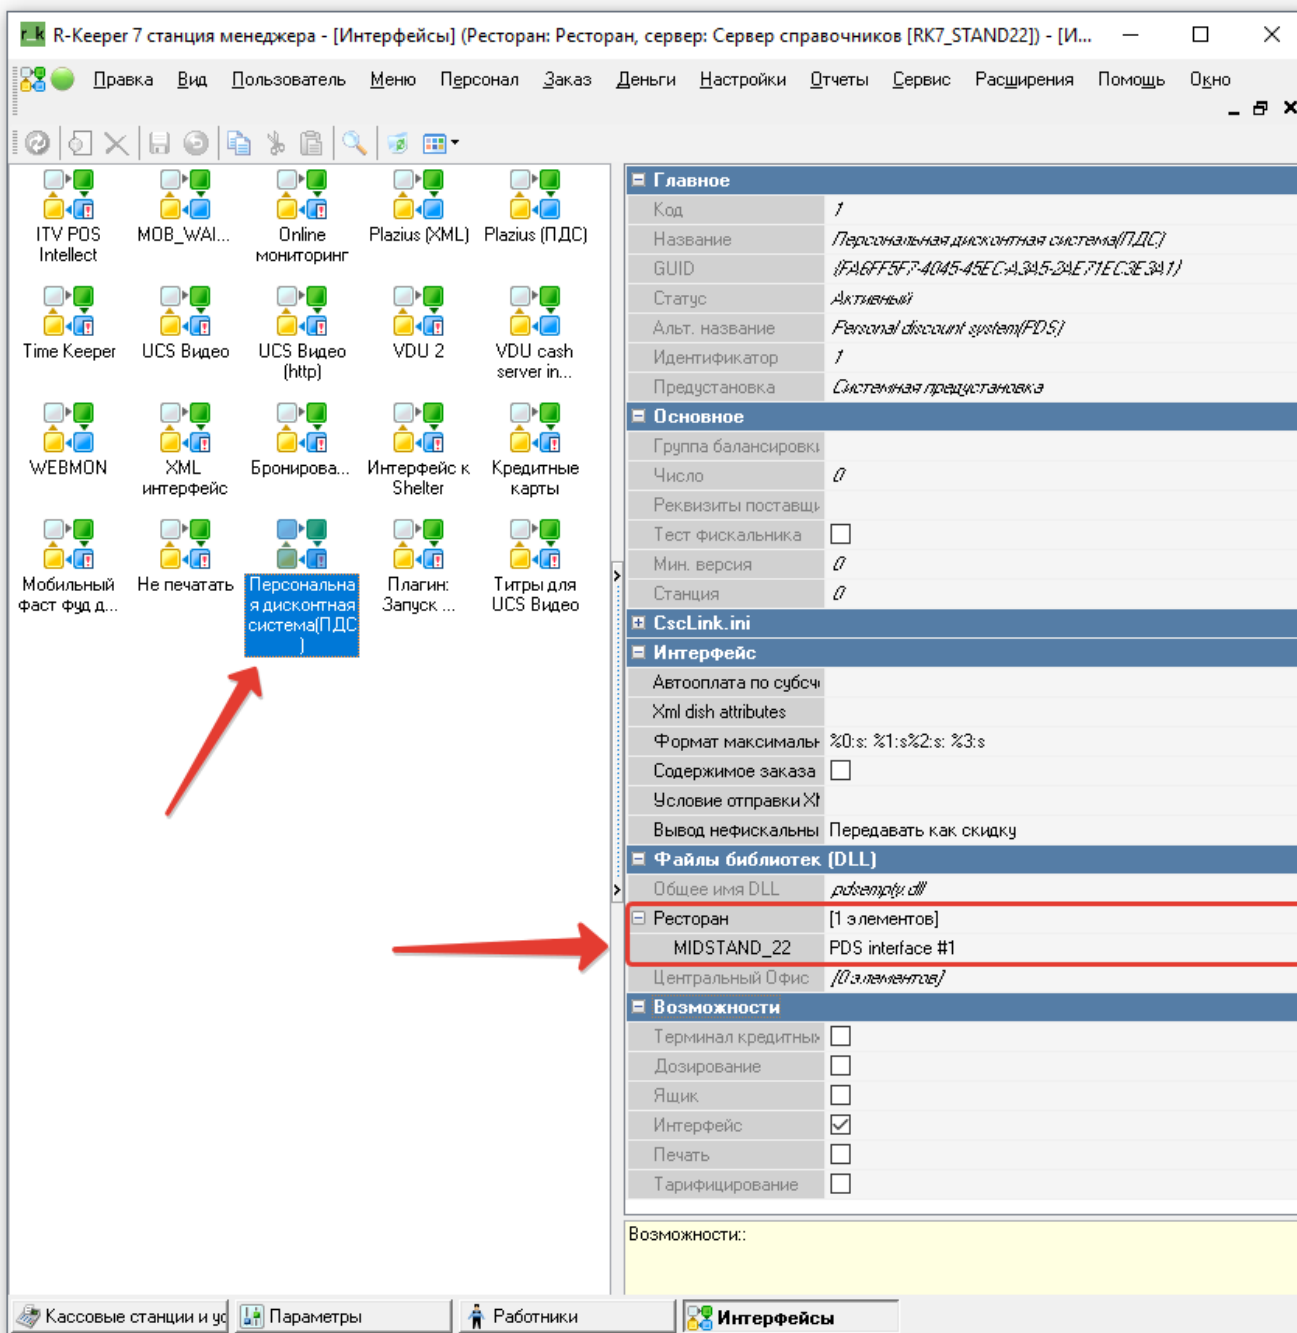 R-Keeper 7 станция менеджера - [Интерфейсы] (Ресторан: Ресторан, сервер: Сервер справочников [RK7_STAND22]) - [И...
Правка Вид Пользователь Меню Персонал Заказ Деньги Настройки Отчеты Сервис Расширения Помощь Окно
ITV POS
Intellect
MOB_WAI...
Online
мониторинг
Plazius (XML)
Plazius (ПДС)
Time Keeper
UCS Видео
UCS Видео
(http)
VDU 2
VDU cash
server in...
WEBMON
XML
интерфейс
Бронирова...
Интерфейс к
Shelter
Кредитные
карты
Мобильный
фаст фуд д...
Не печатать
Персональна
я дисконтная
система(ПДС
)
Плагин:
Запуск ...
Титры для
UCS Видео
Главное
Код 1
Название Персональная дисконтная система(ПДС)
GUID {FA6FF5F7-4045-45EC-A3A5-2AE71EC3E3A1}
Статус Активный
Альт. название Personal discount system(PDS)
Идентификатор 1
Предустановка Системная предустановка
Основное
Группа балансировки
Число 0
Реквизиты поставщи
Тест фискальника
Мин. версия 0
Станция 0
CscLink.ini
Интерфейс
Автооплата по субсч
Xml dish attributes
Формат максималь %0:s: %1:s%2:s: %3:s
Содержимое заказа
Условие отправки X
Вывод нефискальны Передавать как скидку
Файлы библиотек (DLL)
Общее имя DLL pdsempty.dll
Ресторан [1 элементов]
MIDSTAND_22 PDS interface #1
Центральный Офис [0 элементов]
Возможности
Терминал кредитных
Дозирование
Ящик
Интерфейс
Печать
Тарифицирование
Возможности::
Кассовые станции и ус Параметры Работники Интерфейсы